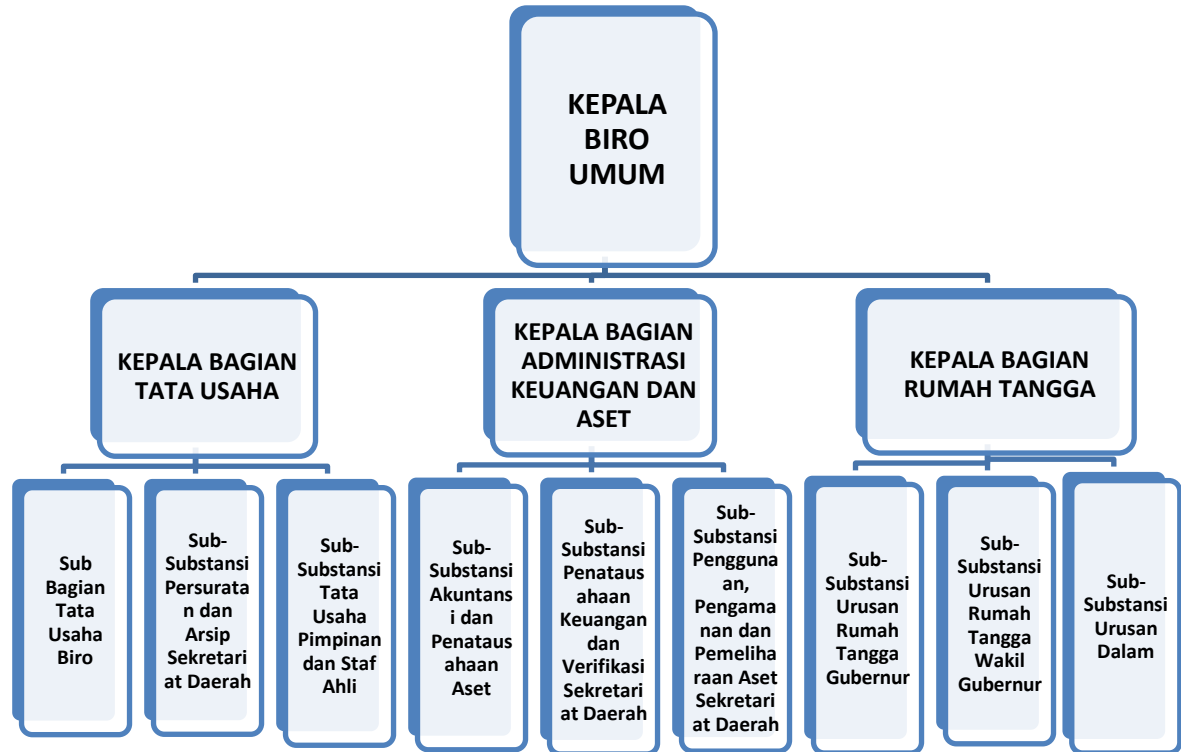 KEPALA
BIRO
UMUM
KEPALA BAGIAN
TATA USAHA
KEPALA BAGIAN
ADMINISTRASI
KEUANGAN DAN
ASET
KEPALA BAGIAN
RUMAH TANGGA
Sub
Bagian
Tata
Usaha
Biro
Sub-
Substansi
Persurata
n dan
Arsip
Sekretari
at Daerah
Sub-
Substansi
Tata
Usaha
Pimpinan
dan Staf
Ahli
Sub-
Substansi
Akuntans
i dan
Penataus
ahaan
Aset
Sub-
Substansi
Penataus
ahaan
Keuangan
dan
Verifikasi
Sekretari
at Daerah
Sub-
Substansi
Penggun
an,
Pengama
nan dan
Pemeliha
raan Aset
Sekretari
at Daerah
Sub-
Substansi
Urusan
Rumah
Tangga
Gubernur
Sub-
Substansi
Urusan
Rumah
Tangga
Wakil
Gubernur
Sub-
Substansi
Urusan
Dalam